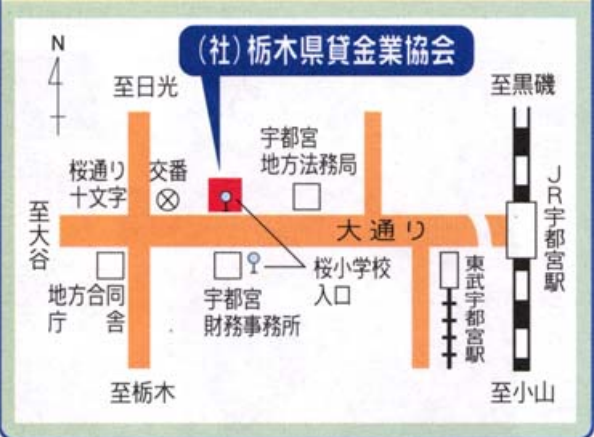 (社)栃木県貸金業協会
N
至日光
至黒磯
宇都宮
地方法務局
桜通り
十文字
交番
至大谷
大通り
JR宇都宮駅
地方合同
庁舎
宇都宮
財務事務所
桜小学校
入口
東武宇都宮駅
至栃木
至小山